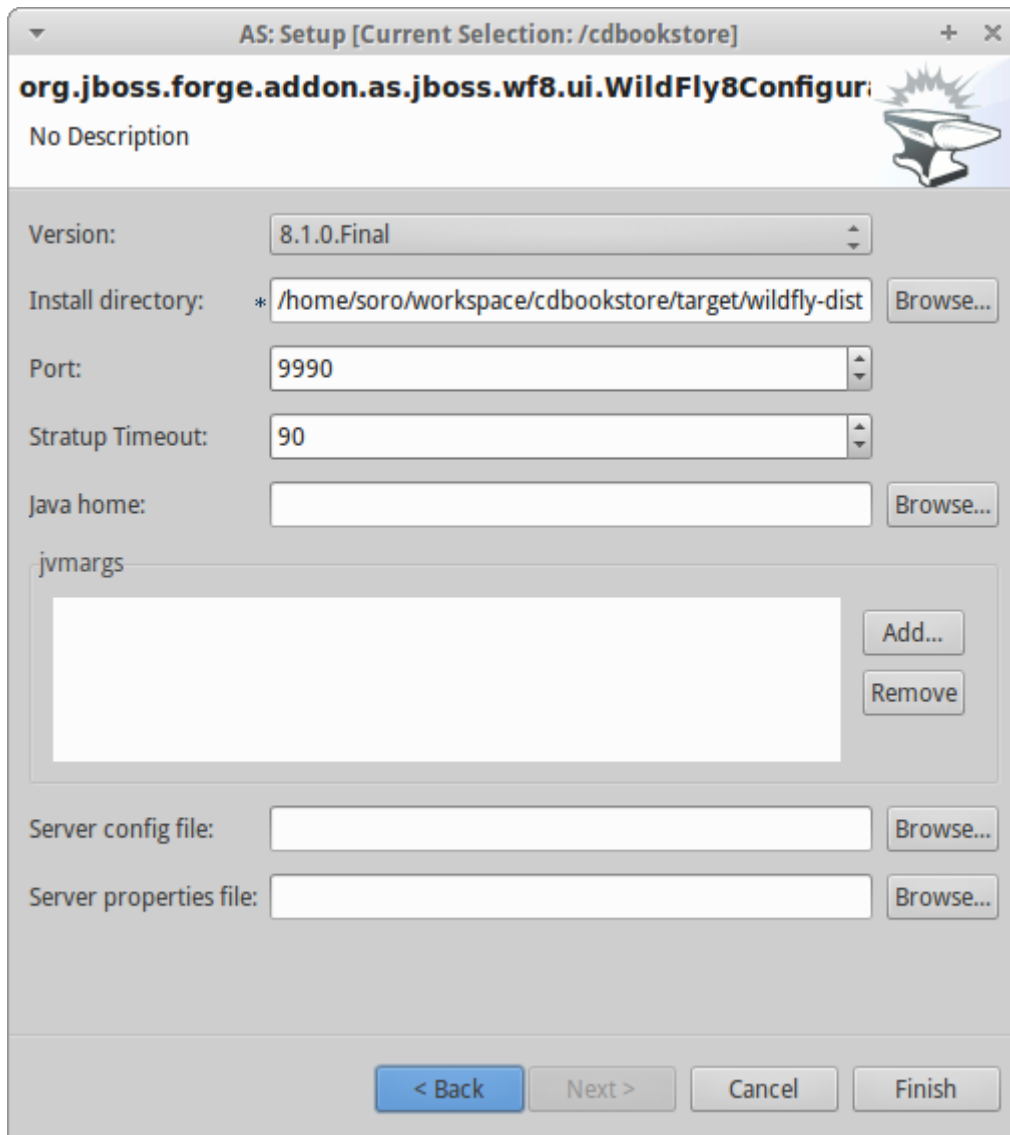 AS: Setup [Current Selection: /cdbookstore]
org.jboss.forge.addon.as.jboss.wf8.ui.WildFly8Configura
No Description
Version: 8.1.0.Final
Install directory: * /home/soro/workspace/cdbookstore/target/wildfly-dist Browse...
Port: 9990
Stratup Timeout: 90
Java home: Browse...
jvmargs
Add...
Remove
Server config file: Browse...
Server properties file: Browse...
< Back Next > Cancel Finish